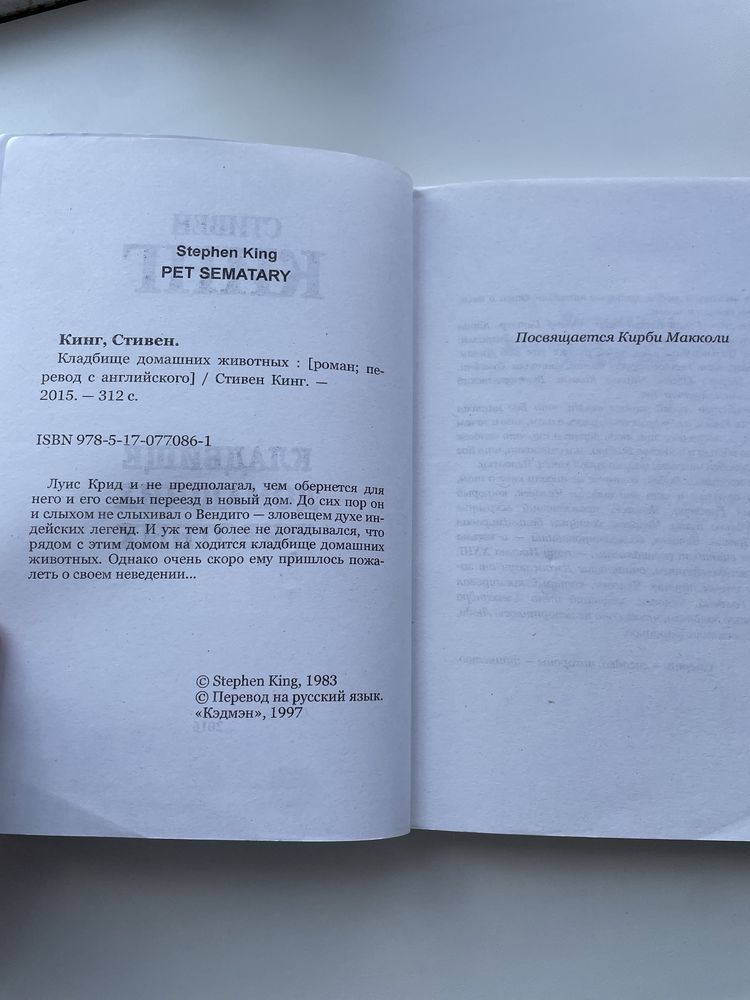 Stephen King
PET SEMATARY
Кинг, Стивен.
Кладбище домашних животных : [роман; пе-
ревод с английского] / Стивен Кинг. —
2015. — 312 с.
ISBN 978-5-17-077086-1
Луис Крид и не предполагал, чем обернется для
него и его семьи переезд в новый дом. До сих пор он
и слыхом не слыхивал о Вендиго — зловещем духе ин-
дейских легенд. И уж тем более не догадывался, что
рядом с этим домом на ходится кладбище домашних
животных. Однако очень скоро ему пришлось пожа-
леть о своем неведении...
© Stephen King, 1983
© Перевод на русский язык.
«Кэдмэн», 1997
Посвящается Кирби Макколи